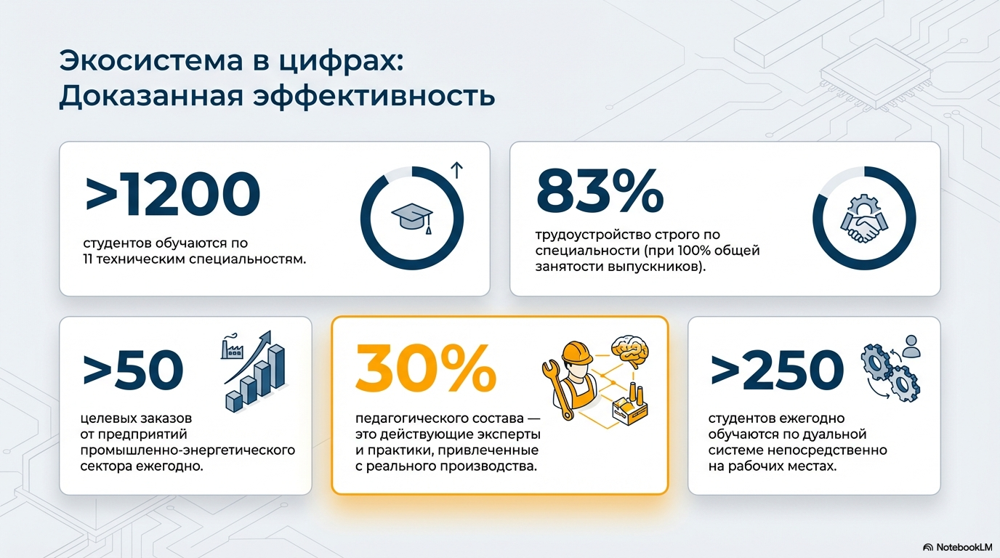 Экосистема в цифрах:
Доказанная эффективность
>1200
студентов обучаются по
11 техническим специальностям.
83%
трудоустройство строго по
специальности (при 100% общей
занятости выпускников).
>50
целевых заказов
от предприятий
промышленно-энергетического
сектора ежегодно.
30%
педагогического состава —
это действующие эксперты
и практики, привлеченные
с реального производства.
>250
студентов ежегодно
обучаются по дуальной
системе непосредственно
на рабочих местах.
NotebookLM